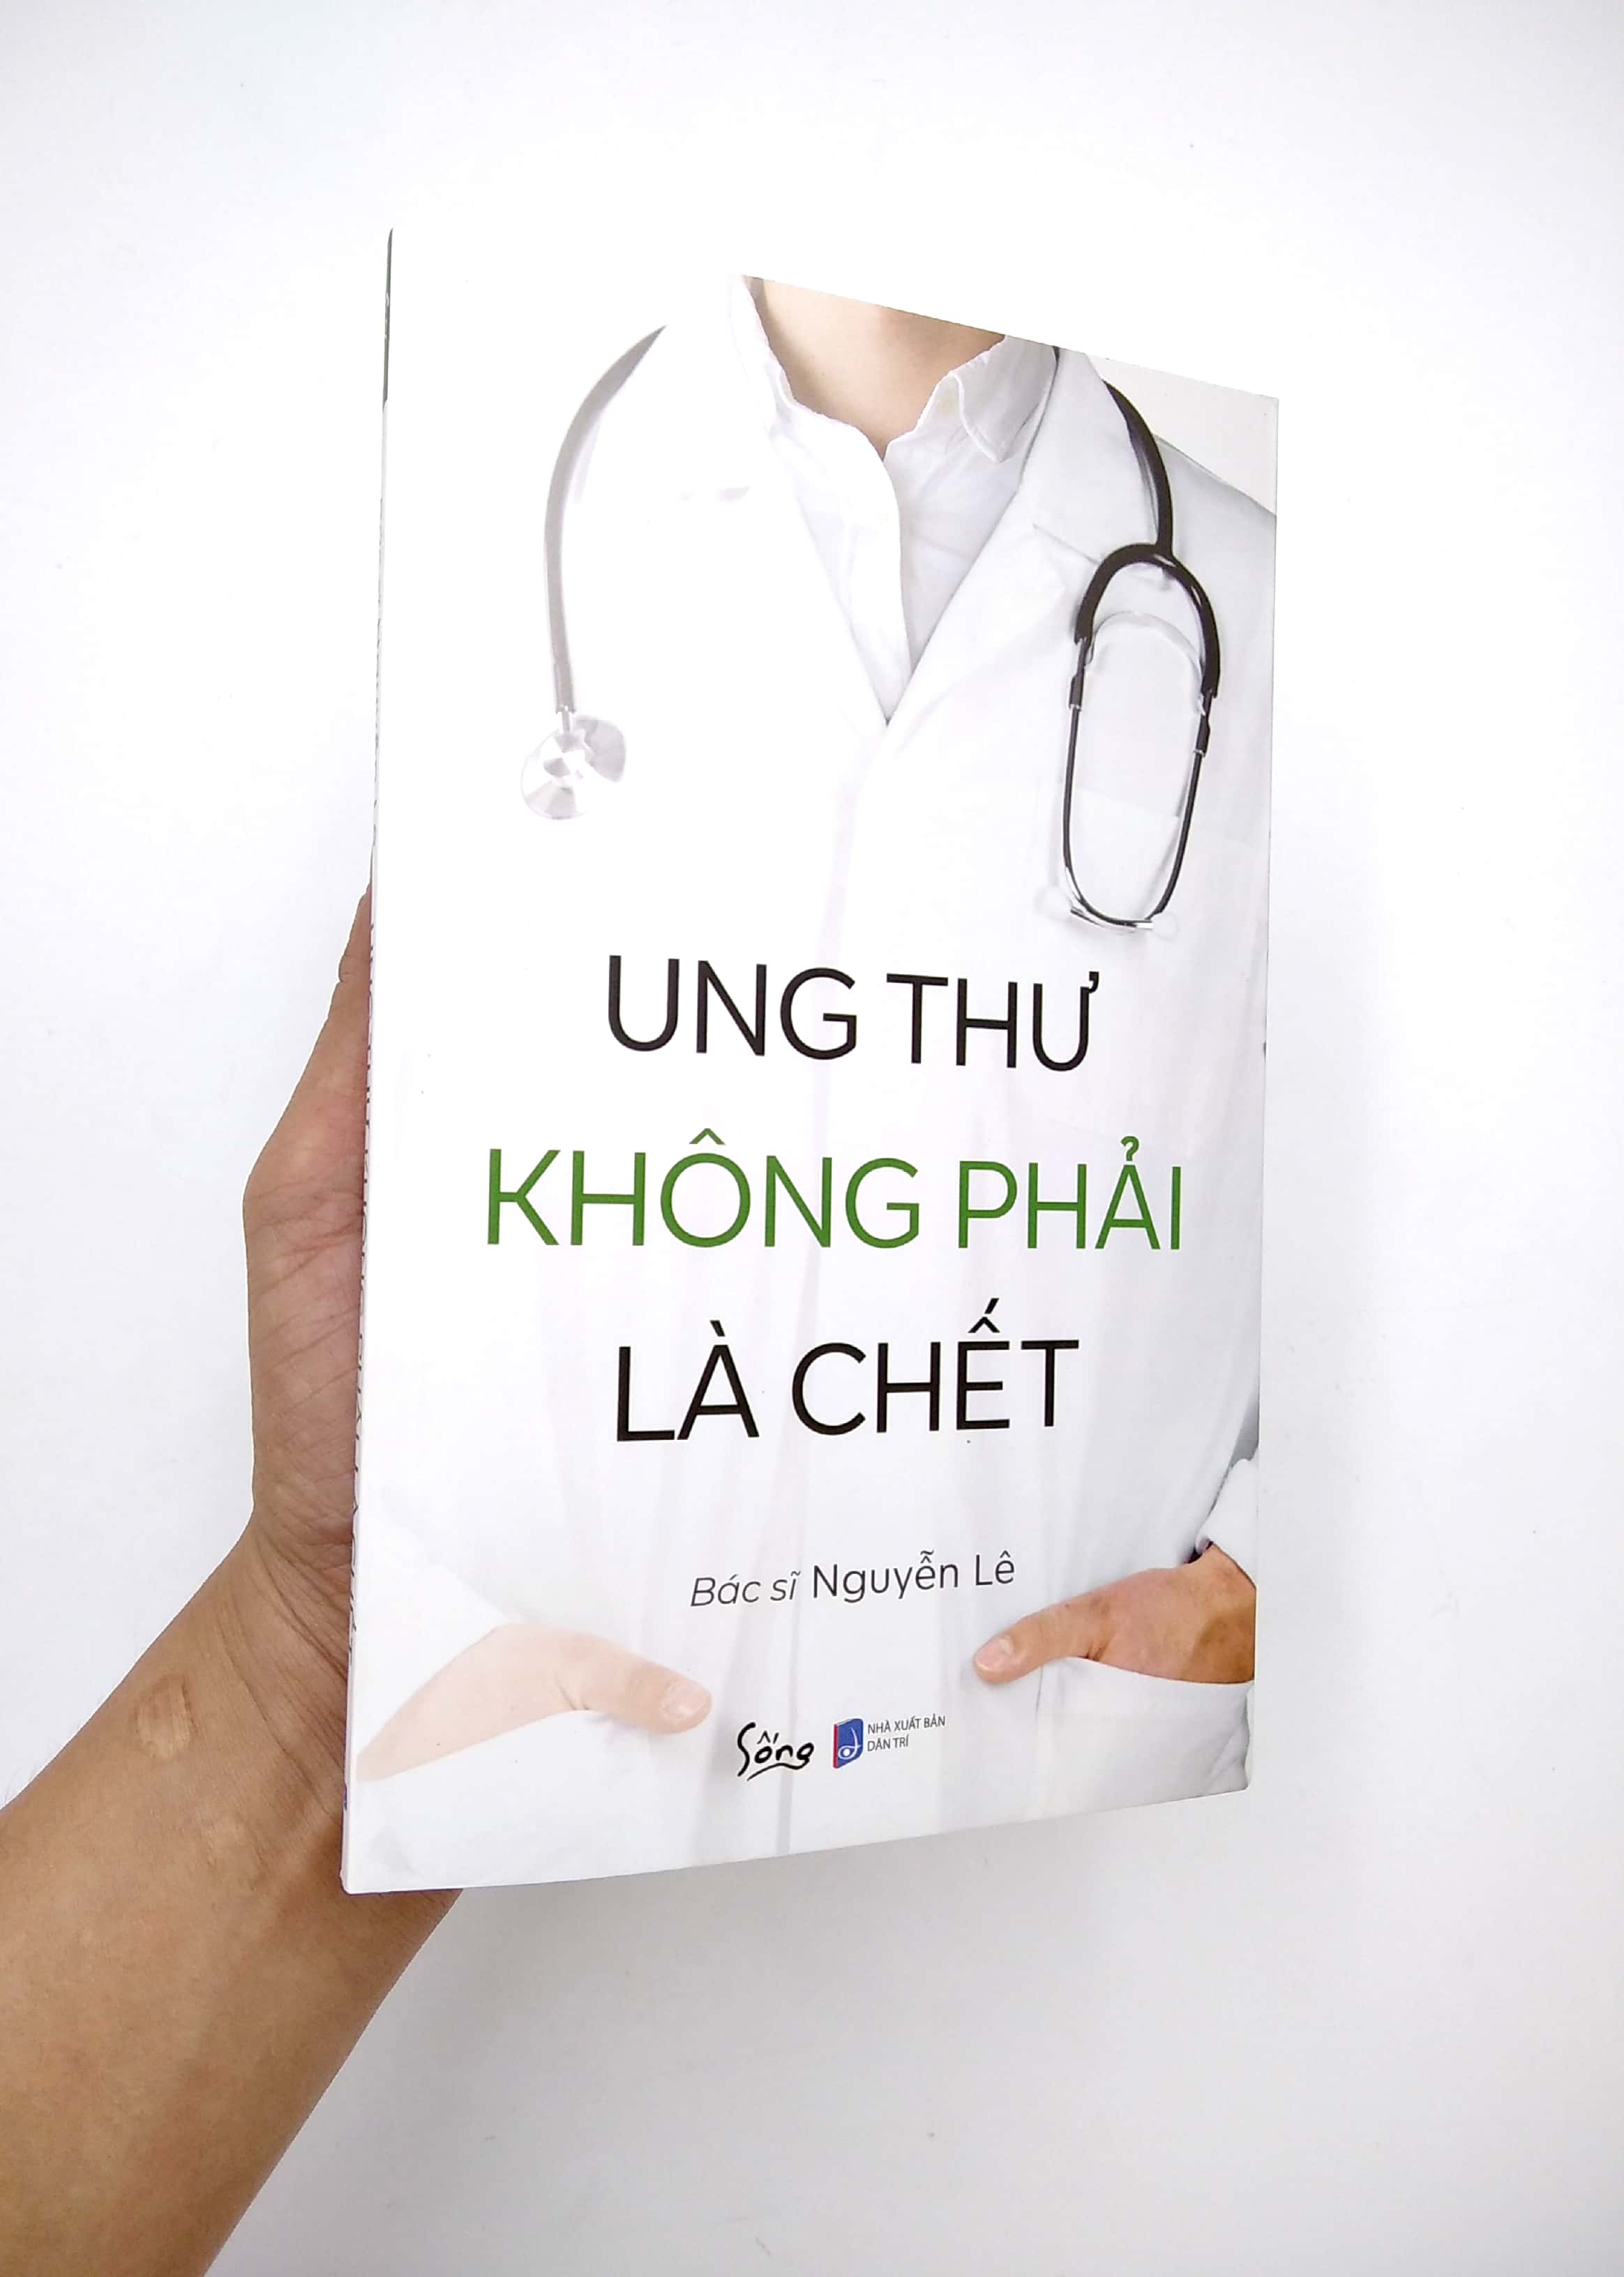 UNG THƯ
KHÔNG PHẢI
LÀ CHẾT
Bác sĩ Nguyễn Lê
Sống
NHÀ XUẤT BẢN
DÂN TRÍ